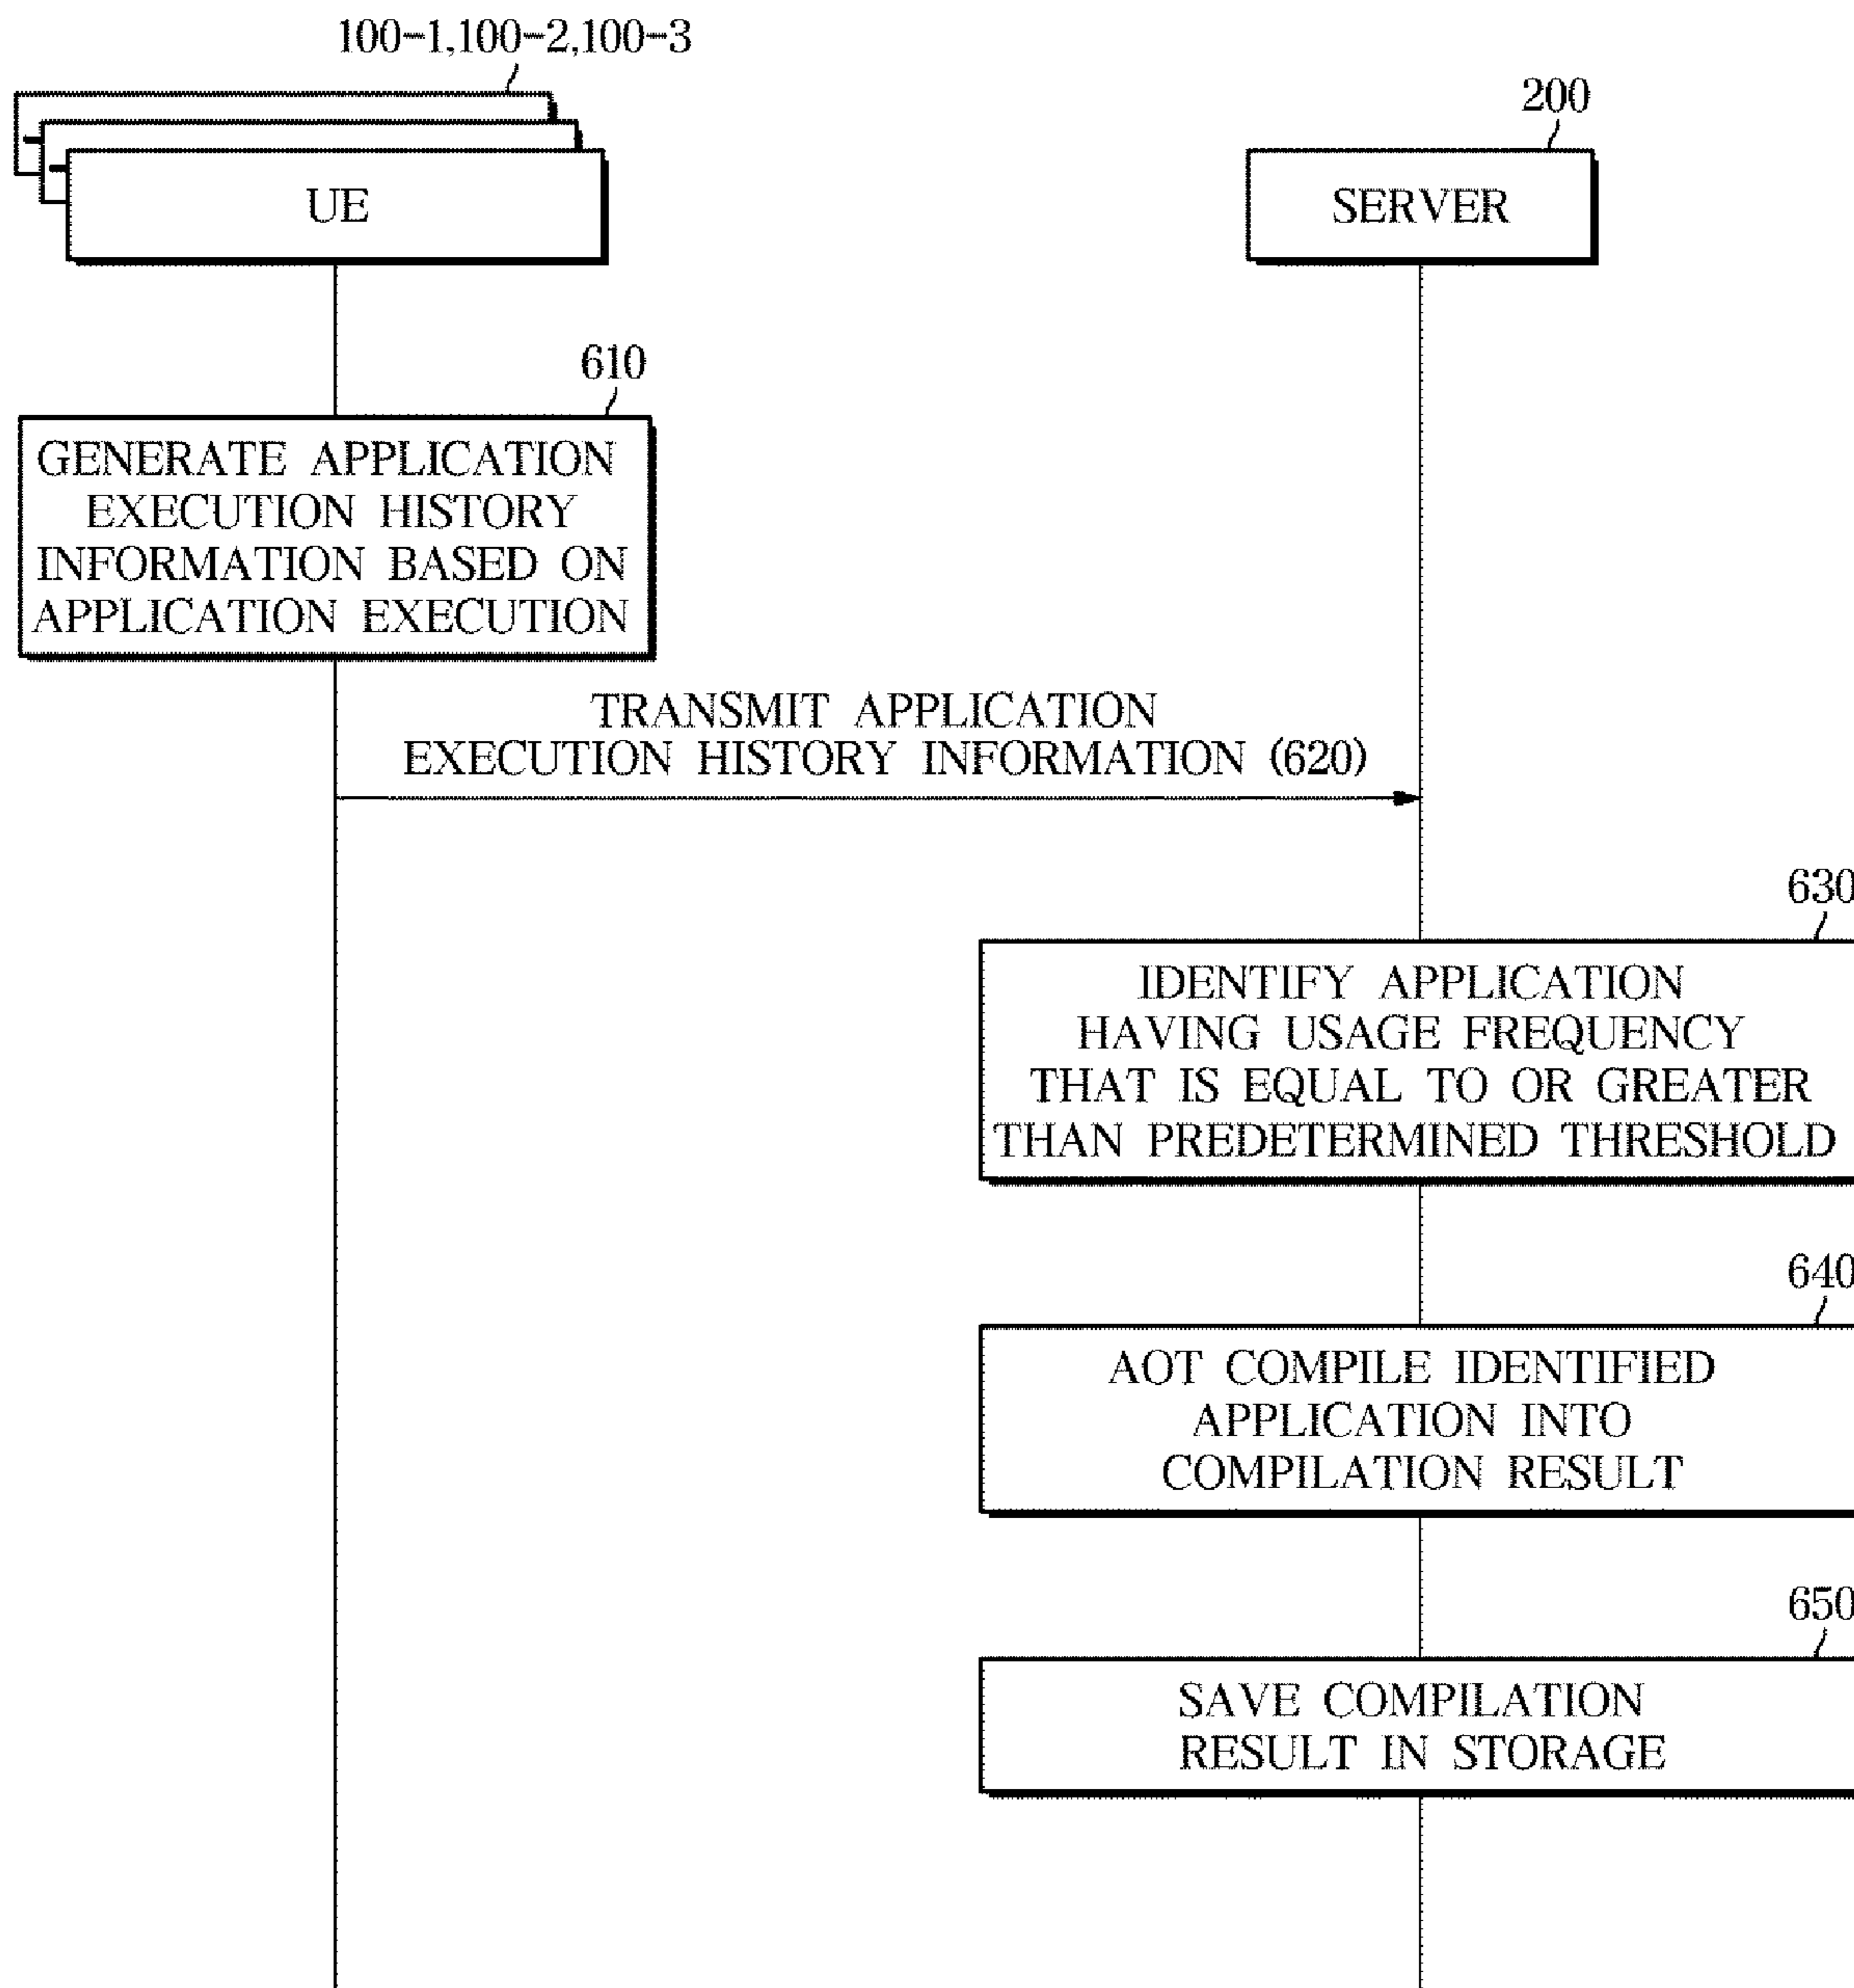 100-1,100-2,100-3
200
UE
SERVER
610
GENERATE APPLICATION
EXECUTION HISTORY
INFORMATION BASED ON
APPLICATION EXECUTION
TRANSMIT APPLICATION
EXECUTION HISTORY INFORMATION (620)
630
IDENTIFY APPLICATION
HAVING USAGE FREQUENCY
THAT IS EQUAL TO OR GREATER
THAN PREDETERMINED THRESHOLD
640
AOT COMPILE IDENTIFIED
APPLICATION INTO
COMPILATION RESULT
650
SAVE COMPILATION
RESULT IN STORAGE